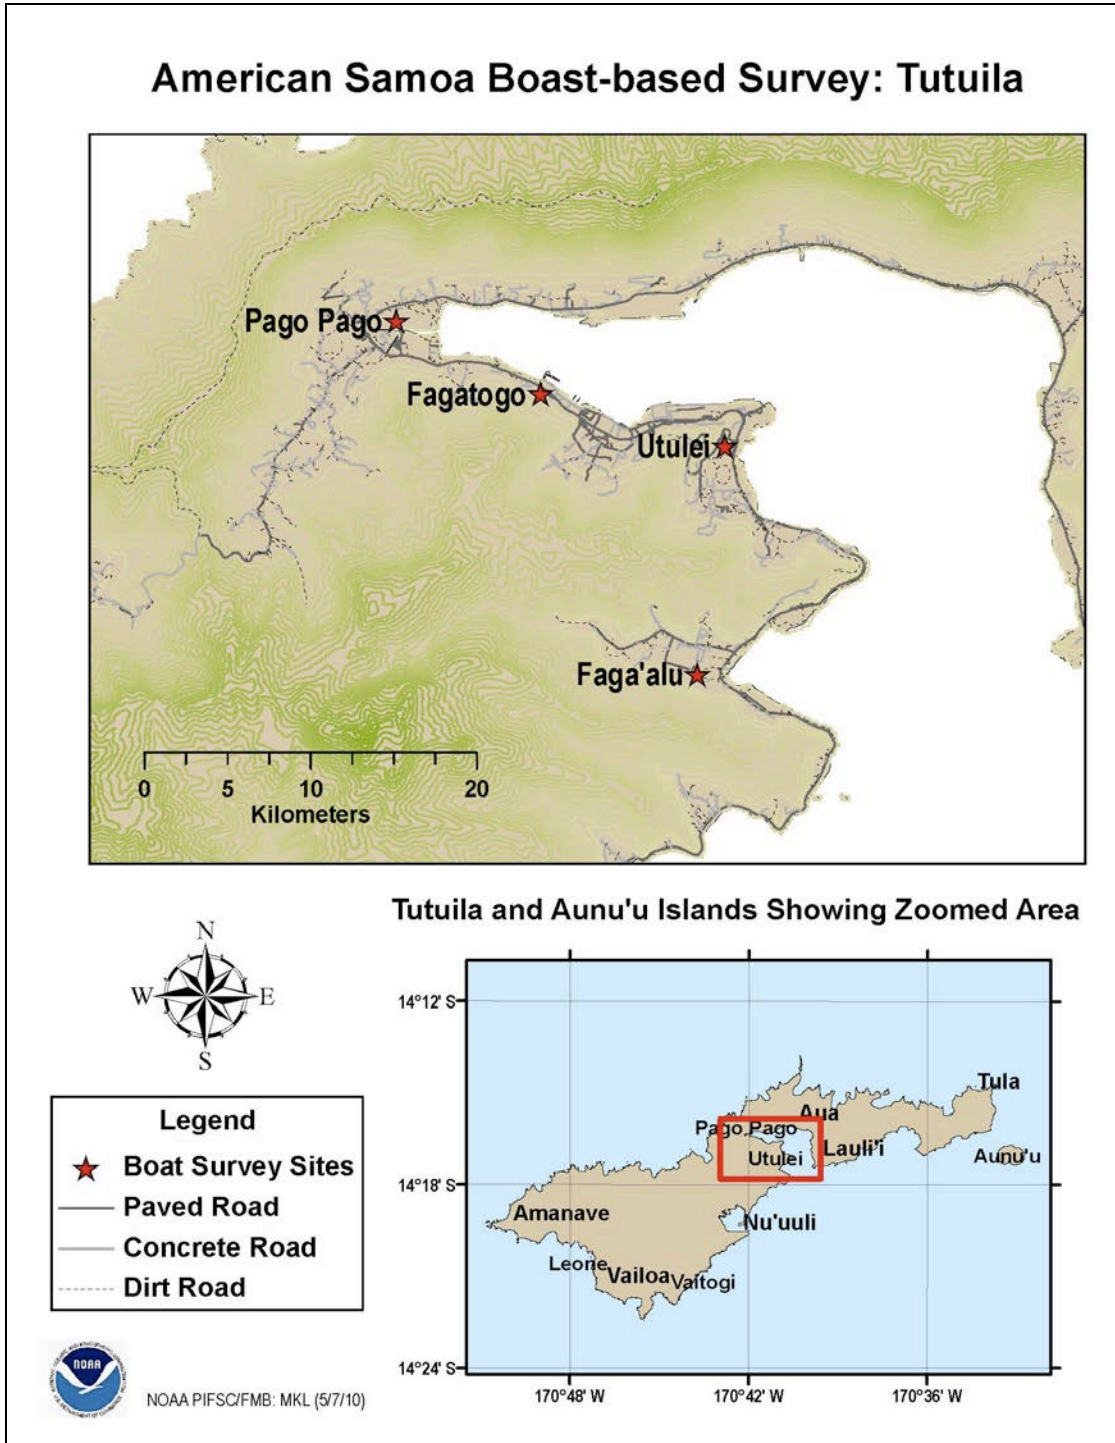 American Samoa Boast-based Survey: Tutuila
Pago Pago
Fagatogo
Utulei
Faga'alu
0 5 10 20
Kilometers
Tutuila and Aunu'u Islands Showing Zoomed Area
N
W E
S
14°12' S
14°18' S
14°24' S
Tula
Aua
Pago Pago
Lauli'i
Utulei
Aunu'u
Amanave
Nu'uuli
Leone
Vailoa
Vaitogi
170°48' W 170°42' W 170°36' W
Legend
Boat Survey Sites
Paved Road
Concrete Road
Dirt Road
NOAA
NOAA PIFSC/FMB: MKL (5/7/10)